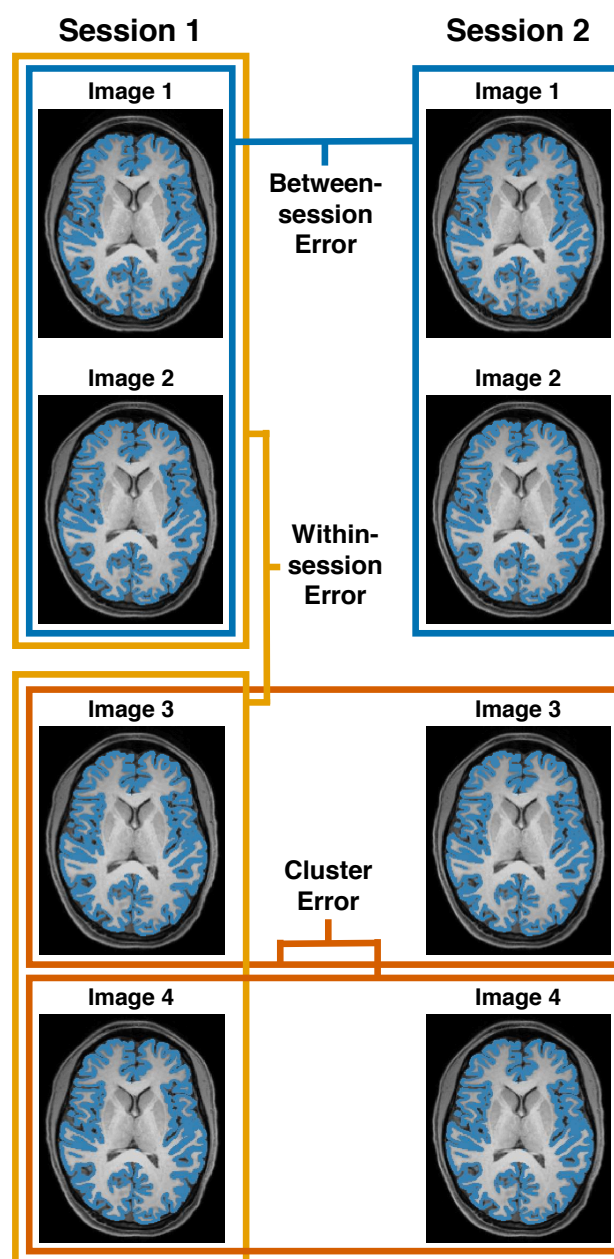 Session 1
Session 2
Image 1
Image 1
Between-
session
Error
Image 2
Image 2
Within-
session
Error
Image 3
Image 3
Cluster
Error
Image 4
Image 4